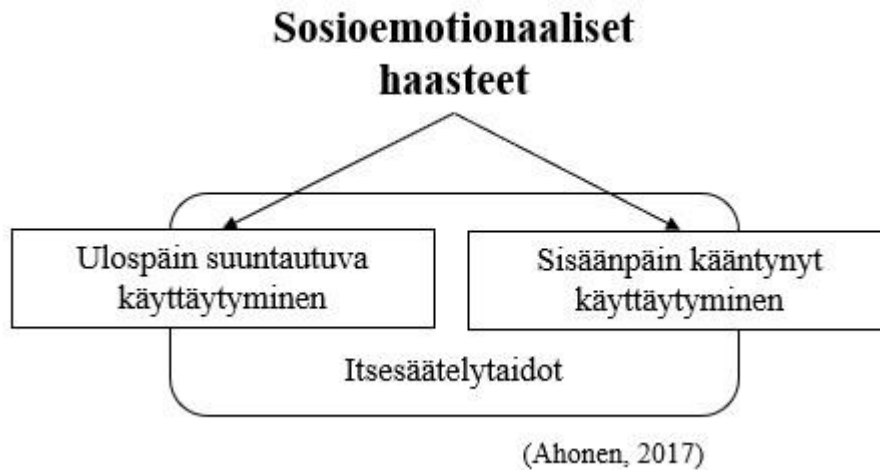 Sosioemotionaaliset
haasteet
Ulospäin suuntautuva
käyttäytyminen
Sisäänpäin kääntynyt
käyttäytyminen
Itsesäätelytaidot
(Ahonen, 2017)